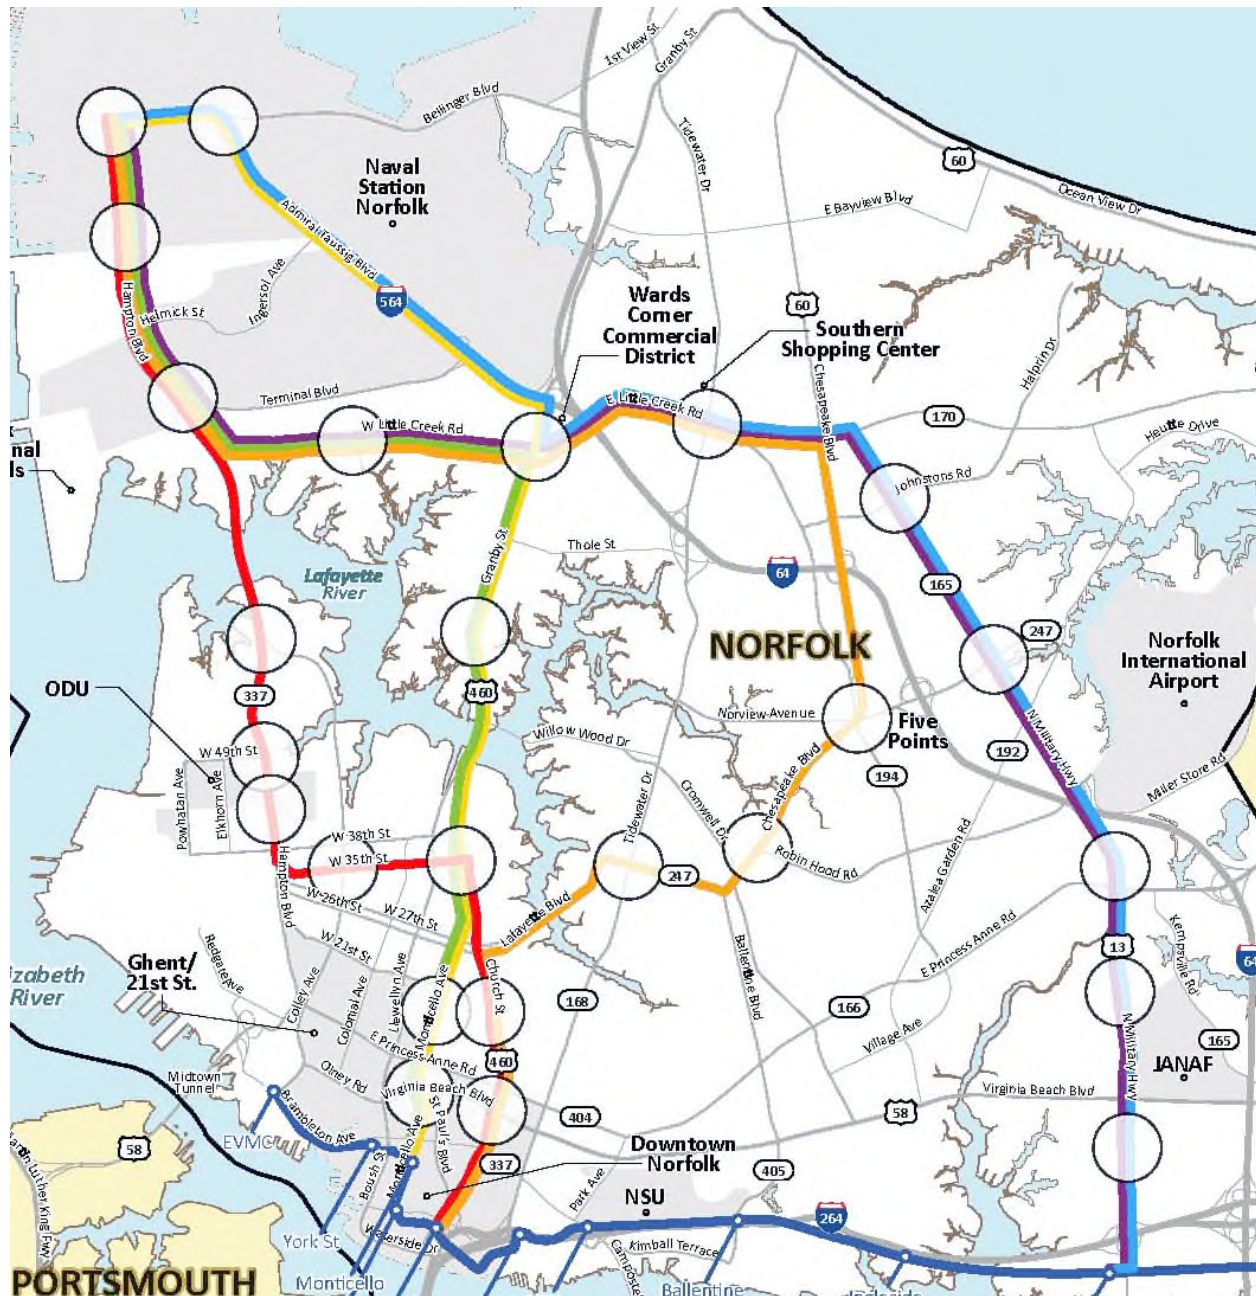 1st View St
Granby St
Bellinger Blvd
Tidewater Dr
60
Naval
Station
Norfolk
Ocean View Dr
E Bayview Blvd
Admiral Taussig Blvd
Ingersol Ave
564
Hampton Blvd
Helmick St
Wards
Corner
Commercial
District
60
Southern
Shopping Center
Halprin Dr
Chesapeake Blvd
Terminal Blvd
E Little Creek Rd
W Little Creek Rd
170
Heutte Drive
nal
ls
Johnstons Rd
Granby St
Thole St
64
165
Lafayette
River
NORFOLK
247
Norfolk
International
Airport
ODU
337
460
Norview Avenue
Five
Points
N Military Hwy
W 49th St
Willow Wood Dr
192
194
Miller Store Rd
Powhatan Ave
Elkhorn Ave
Tidewater Dr
Cromwell Dr
Chesapeake Blvd
W 38th St
W 35th St
247
Robin Hood Rd
Azalea Garden Rd
Hampton Blvd
W 26th St
W 27th St
Lafayette Blvd
E Princess Anne Rd
Kempsville Rd
W 21st St
13
64
Redgate Ave
Ghent/
21st St.
izabeth
River
Colley Ave
Colonial Ave
Llewellyn Ave
Monticello Ave
Church St
Ballentine Blvd
168
166
Village Ave
E Princess Anne Rd
460
N Military Hwy
165
JANAF
Midtown
Tunnel
Olney Rd
Virginia Beach Blvd
Virginia Beach Blvd
58
404
Brambleton Ave
EVMC
58
Monticello Ave
St Paul's Blvd
Boush St
337
Downtown
Norfolk
Park Ave
405
NSU
264
Waterside Dr
Kimball Terrace
York St
Monticello
PORTSMOUTH
Ballentine